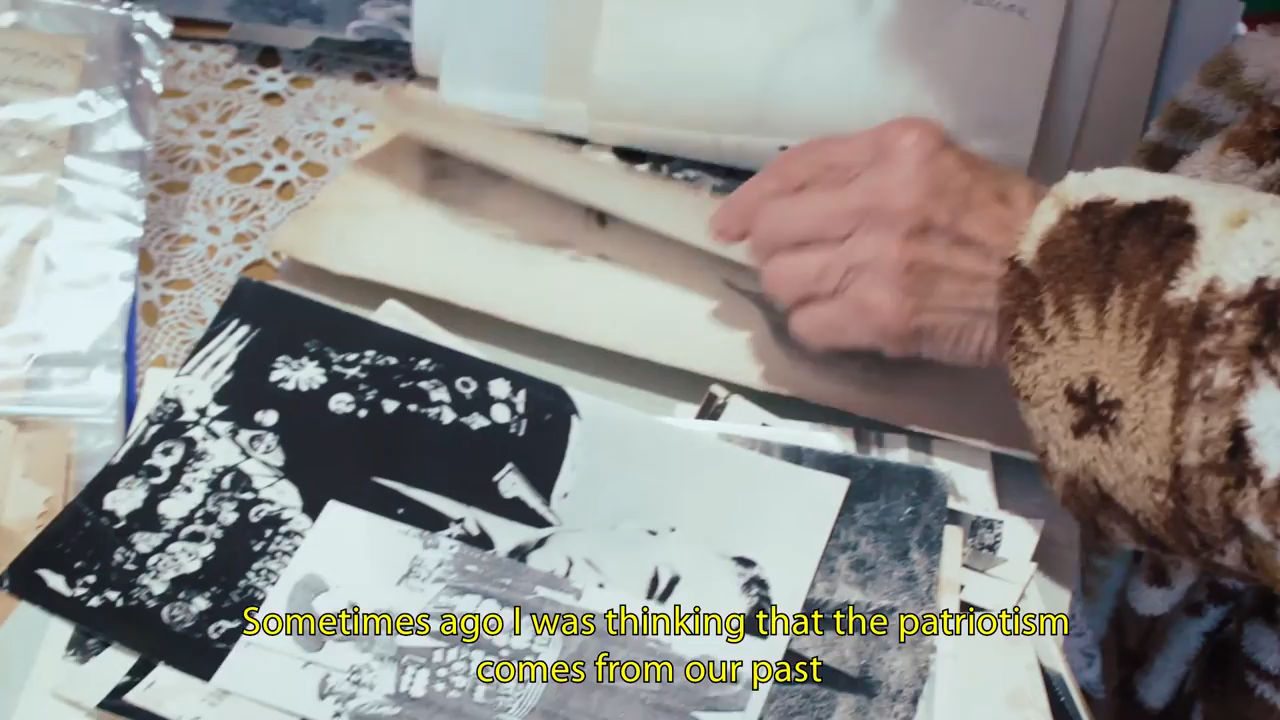 Sometimes ago I was thinking that the patriotism
comes from our past